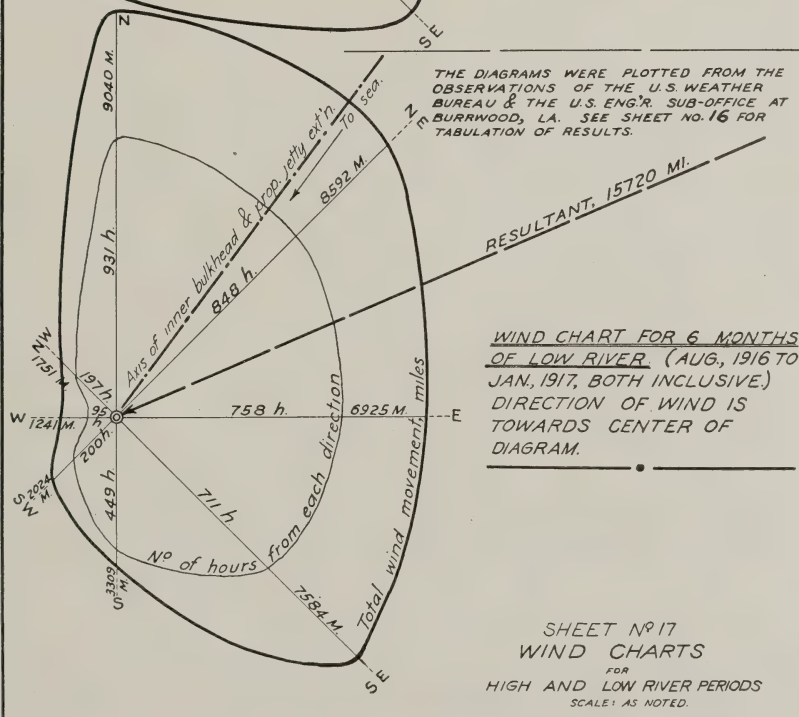 SE
N
9040 M.
931 h.
Axis of inner bulkhead & prop. jetty ext'n.
To sea.
8592 M.
848 h.
NE
THE DIAGRAMS WERE PLOTTED FROM THE
OBSERVATIONS OF THE U.S. WEATHER
BUREAU & THE U.S. ENG'R. SUB-OFFICE AT
BURRWOOD, LA. SEE SHEET NO. 16 FOR
TABULATION OF RESULTS.
RESULTANT, 15720 MI.
WIND CHART FOR 6 MONTHS
OF LOW RIVER. (AUG., 1916 TO
JAN., 1917, BOTH INCLUSIVE.)
DIRECTION OF WIND IS
TOWARDS CENTER OF
DIAGRAM.
NW
1751 M.
197 h.
W
1241 M.
95 h
758 h.
6925 M.
E
200 h.
2024 M.
SW
449 h.
3309 M.
S
711 h
7584 M.
SE
No of hours from each direction
Total wind movement, miles
SHEET No 17
WIND CHARTS
FOR
HIGH AND LOW RIVER PERIODS
SCALE: AS NOTED.